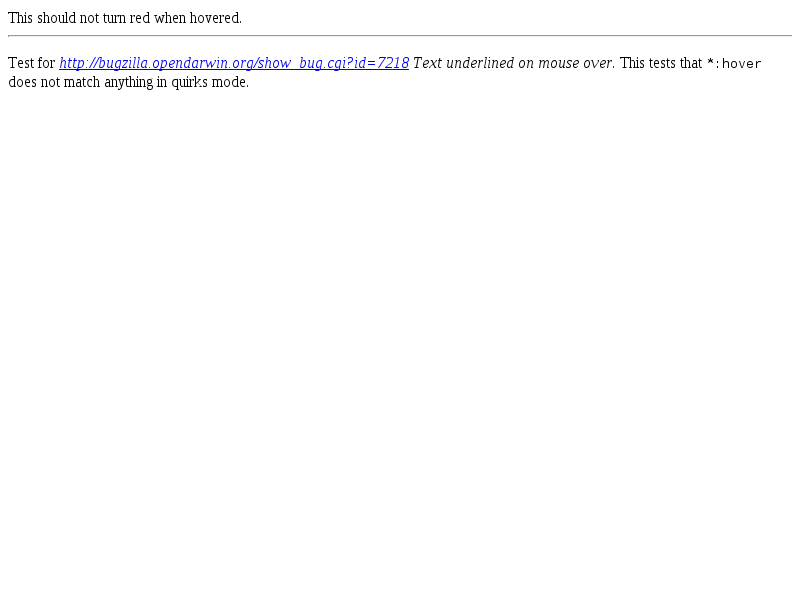 This should not turn red when hovered.
Test for http://bugzilla.opendarwin.org/show_bug.cgi?id=7218 Text underlined on mouse over. This tests that *:hover
does not match anything in quirks mode.